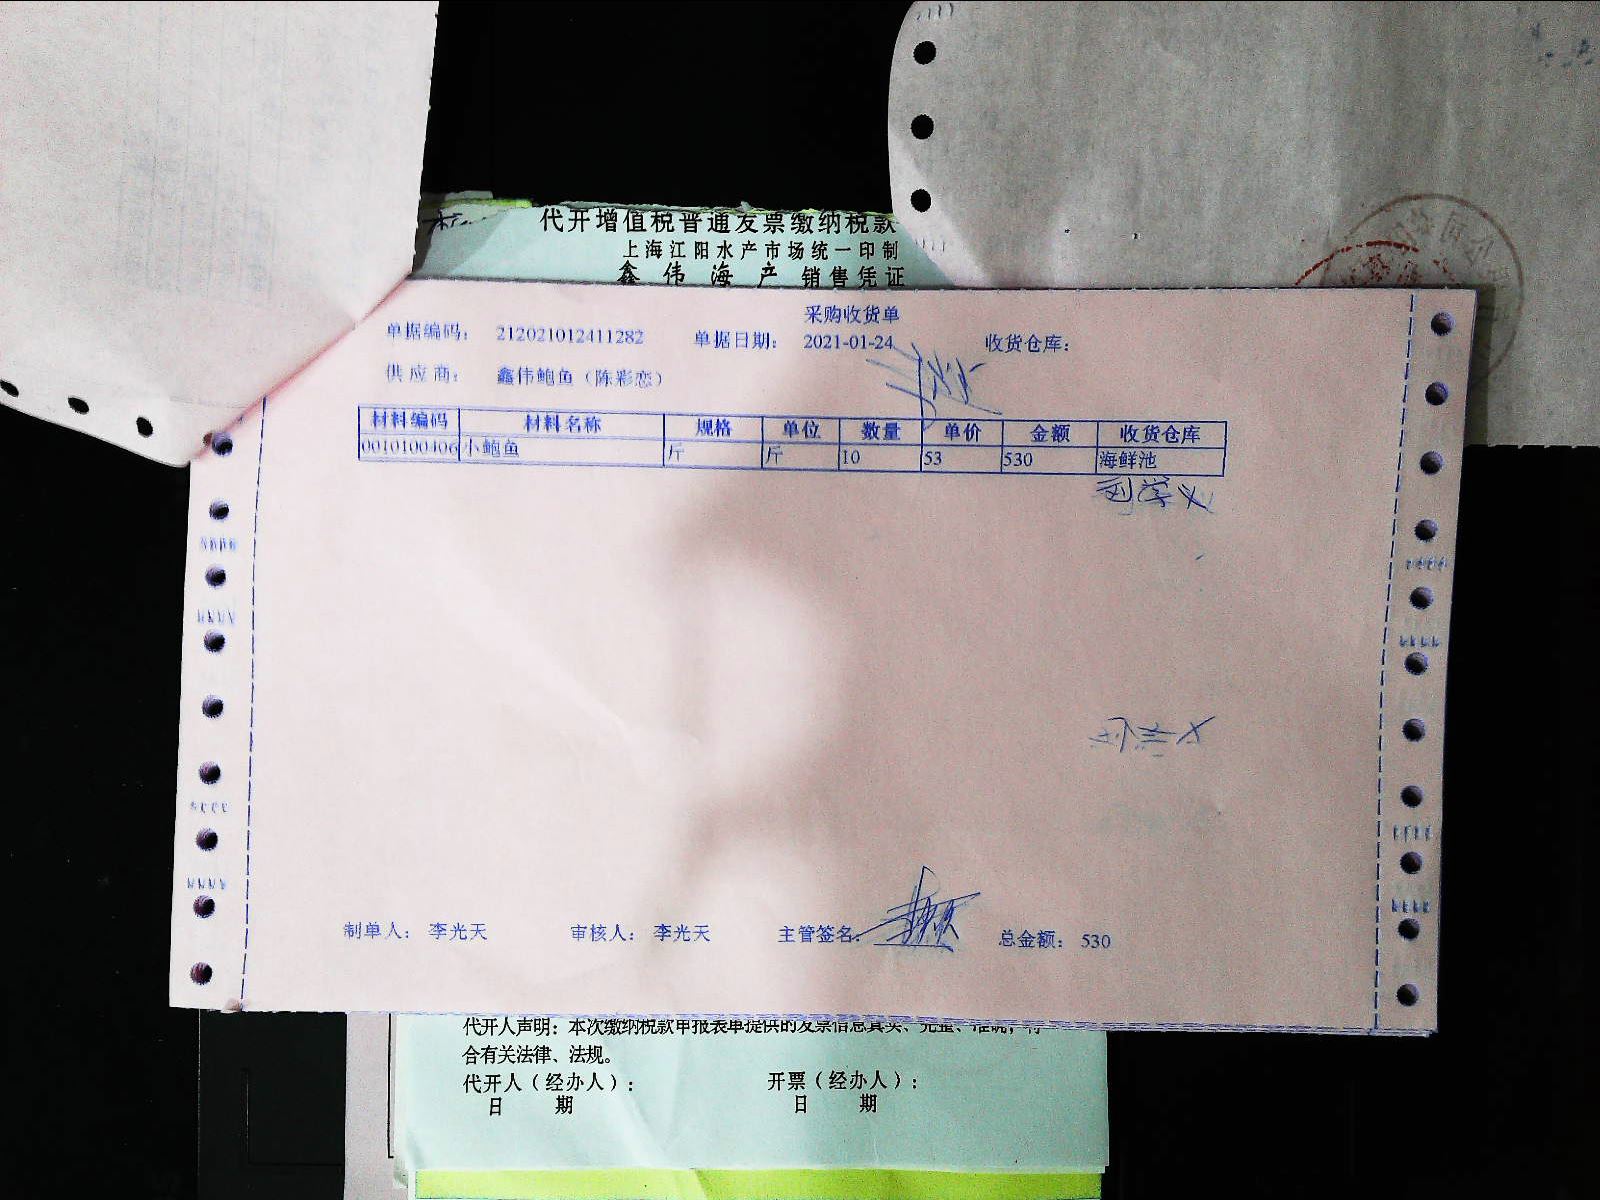 代开增值税普通发票缴纳税款
上海江阳水产市场统一印制
鑫伟海产 销售凭证
采购收货单
单据编码： 212021012411282 单据日期： 2021-01-24 收货仓库：
供应商： 鑫伟鲍鱼（陈彩恋）
材料编码 材料名称 规格 单位 数量 单价 金额 收货仓库
0010100406 小鲍鱼 斤 斤 10 53 530 海鲜池
制单人： 李光天 审核人： 李光天 主管签名： 总金额： 530
代开人声明：本次缴纳税款申报表单提供的发票信息真实、完整、准确，符
合有关法律、法规。
代开人（经办人）： 开票（经办人）：
日 期 日 期